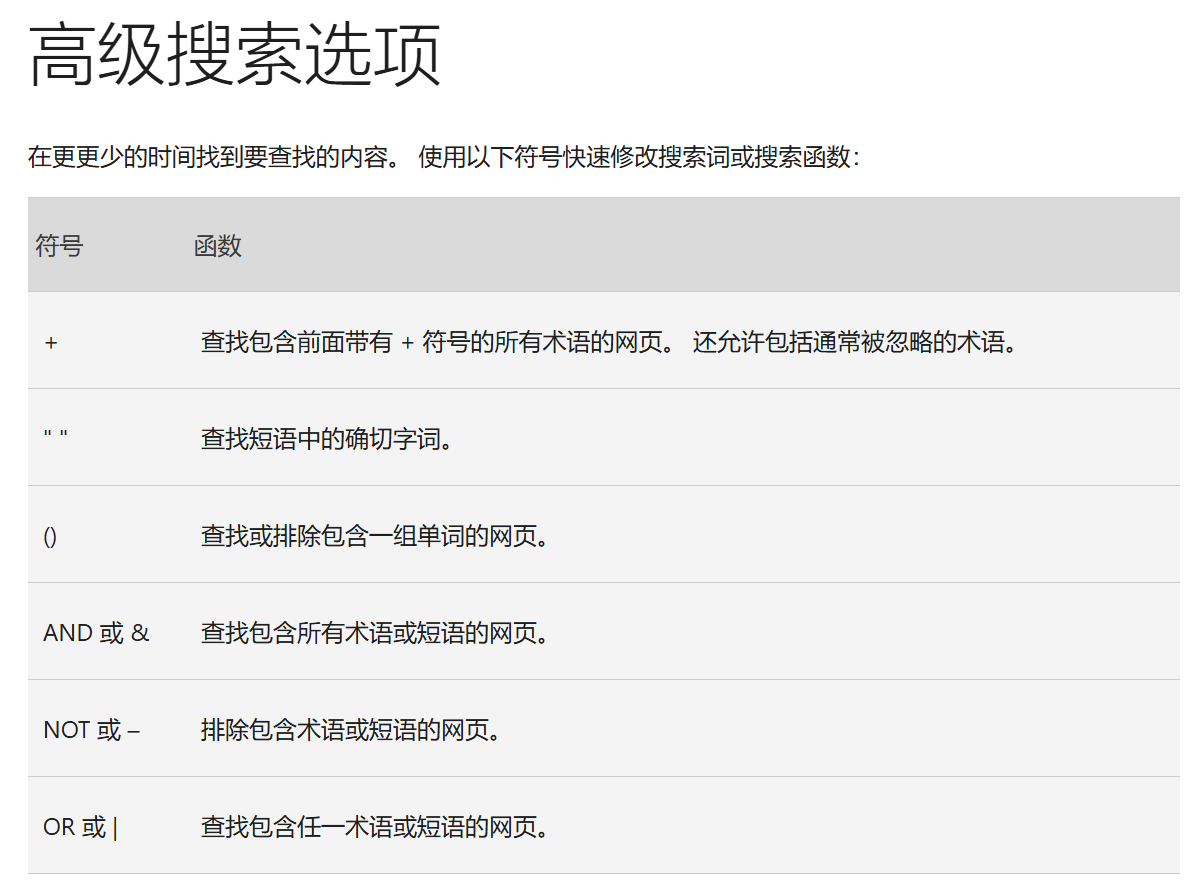 高级搜索选项
在更更少的时间找到要查找的内容。 使用以下符号快速修改搜索词或搜索函数：
符号 函数
+ 查找包含前面带有 + 符号的所有术语的网页。 还允许包括通常被忽略的术语。
" " 查找短语中的确切字词。
() 查找或排除包含一组单词的网页。
AND 或 & 查找包含所有术语或短语的网页。
NOT 或 – 排除包含术语或短语的网页。
OR 或 | 查找包含任一术语或短语的网页。